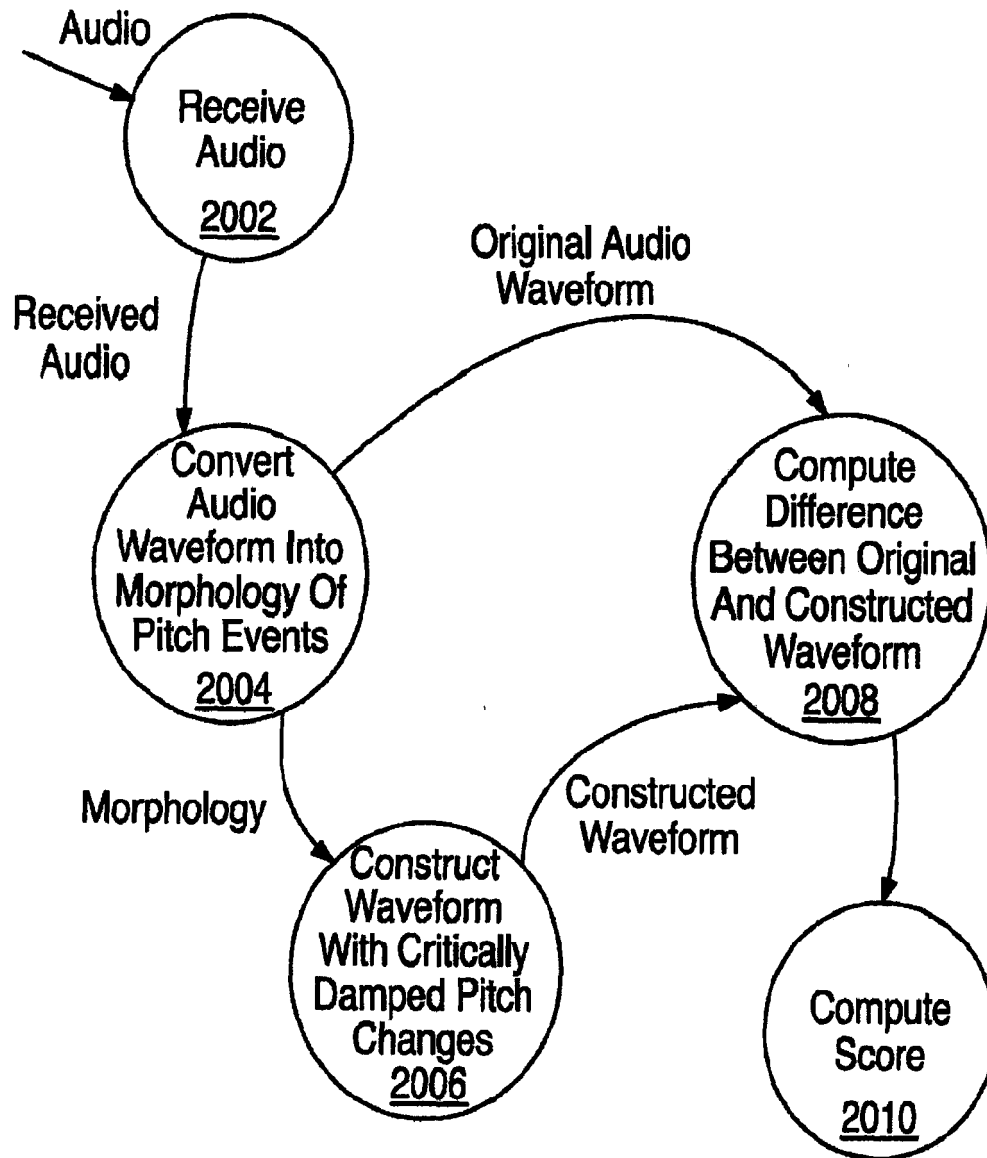 Audio
Receive
Audio
2002
Original Audio
Waveform
Received
Audio
Convert
Audio
Waveform Into
Morphology Of
Pitch Events
2004
Compute
Difference
Between Original
And Constructed
Waveform
2008
Morphology
Constructed
Waveform
Construct
Waveform
With Critically
Damped Pitch
Changes
2006
Compute
Score
2010